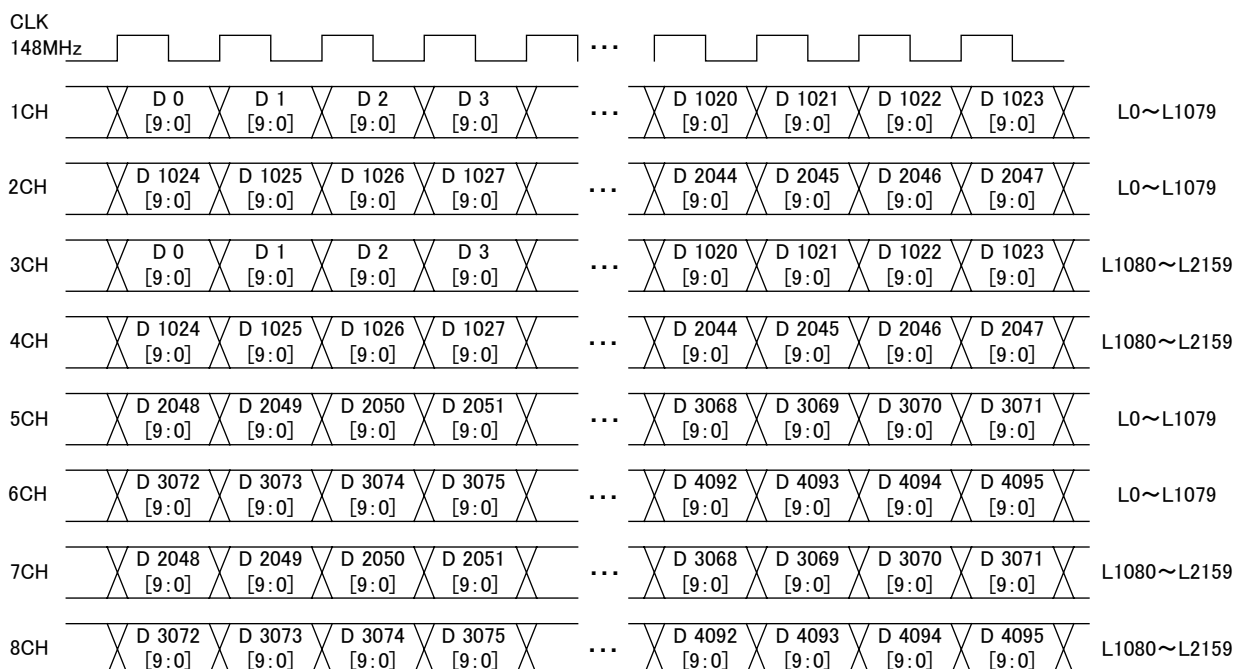 CLK
148MHz
...
1CH D 0 D 1 D 2 D 3 ... D 1020 D 1021 D 1022 D 1023 L0～L1079
[9:0] [9:0] [9:0] [9:0] [9:0] [9:0] [9:0] [9:0]
2CH D 1024 D 1025 D 1026 D 1027 ... D 2044 D 2045 D 2046 D 2047 L0～L1079
[9:0] [9:0] [9:0] [9:0] [9:0] [9:0] [9:0] [9:0]
3CH D 0 D 1 D 2 D 3 ... D 1020 D 1021 D 1022 D 1023 L1080～L2159
[9:0] [9:0] [9:0] [9:0] [9:0] [9:0] [9:0] [9:0]
4CH D 1024 D 1025 D 1026 D 1027 ... D 2044 D 2045 D 2046 D 2047 L1080～L2159
[9:0] [9:0] [9:0] [9:0] [9:0] [9:0] [9:0] [9:0]
5CH D 2048 D 2049 D 2050 D 2051 ... D 3068 D 3069 D 3070 D 3071 L0～L1079
[9:0] [9:0] [9:0] [9:0] [9:0] [9:0] [9:0] [9:0]
6CH D 3072 D 3073 D 3074 D 3075 ... D 4092 D 4093 D 4094 D 4095 L0～L1079
[9:0] [9:0] [9:0] [9:0] [9:0] [9:0] [9:0] [9:0]
7CH D 2048 D 2049 D 2050 D 2051 ... D 3068 D 3069 D 3070 D 3071 L1080～L2159
[9:0] [9:0] [9:0] [9:0] [9:0] [9:0] [9:0] [9:0]
8CH D 3072 D 3073 D 3074 D 3075 ... D 4092 D 4093 D 4094 D 4095 L1080～L2159
[9:0] [9:0] [9:0] [9:0] [9:0] [9:0] [9:0] [9:0]